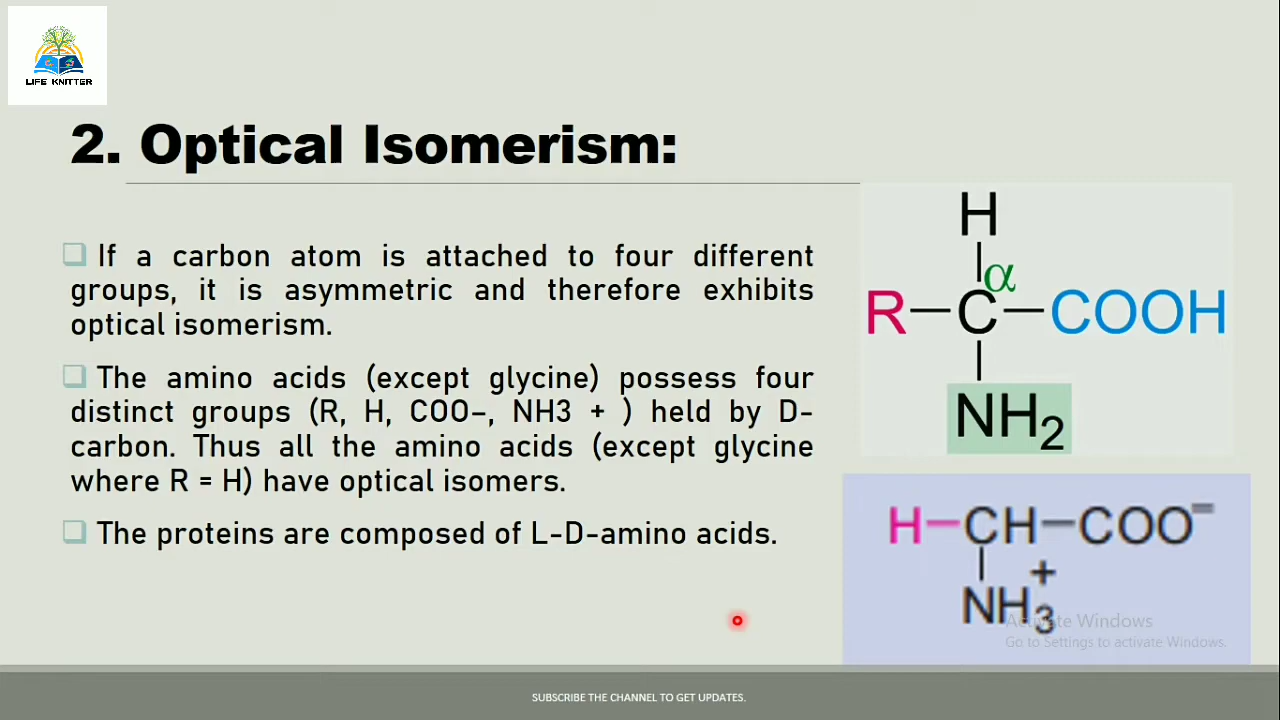 LIFE KNITTER
2. Optical Isomerism:
If a carbon atom is attached to four different
groups, it is asymmetric and therefore exhibits
optical isomerism.
The amino acids (except glycine) possess four
distinct groups (R, H, COO–, NH3 + ) held by D-
carbon. Thus all the amino acids (except glycine
where R = H) have optical isomers.
The proteins are composed of L-D-amino acids.
H
α
R—C—COOH
NH₂
H—CH—COO⁻
+
NH₃
Activate Windows
Go to Settings to activate Windows.
SUBSCRIBE THE CHANNEL TO GET UPDATES.